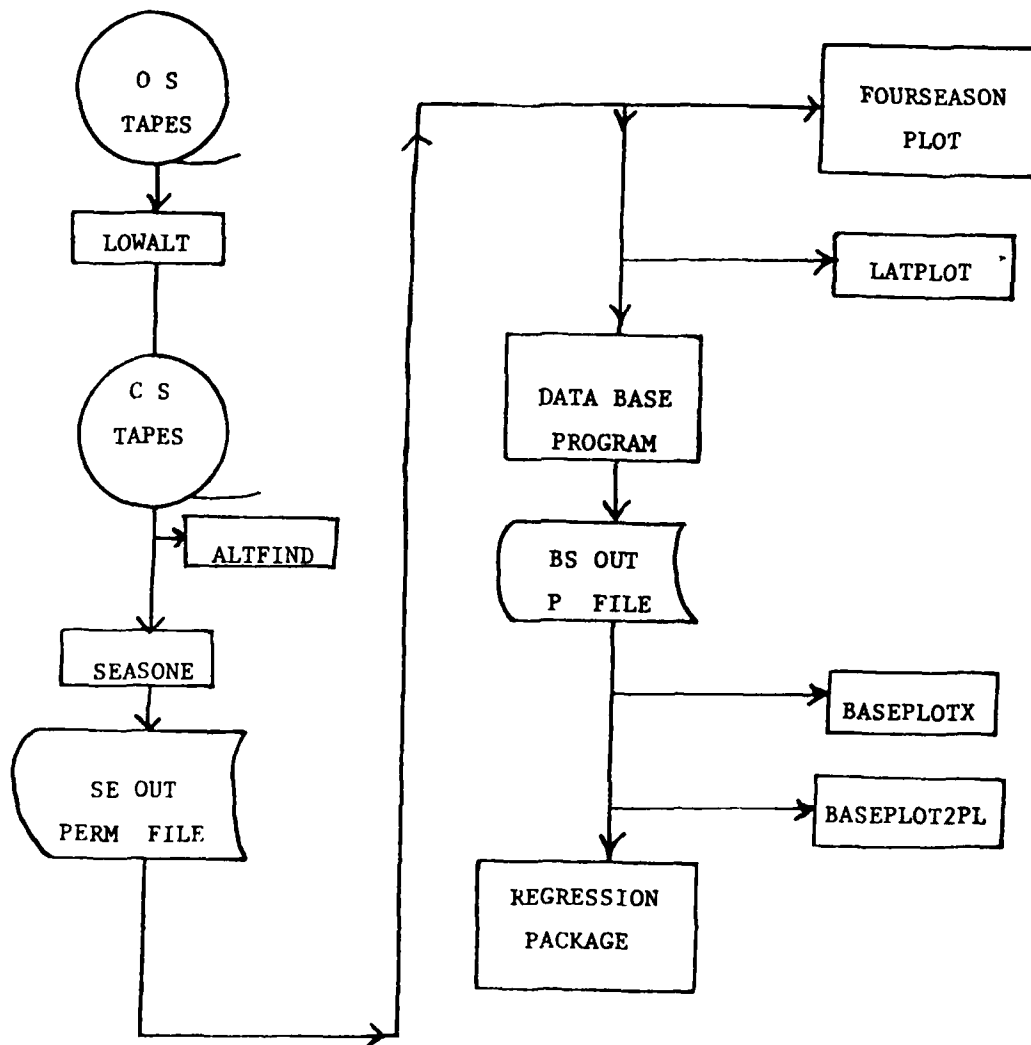 O S
TAPES
LOWALT
C S
TAPES
ALTFIND
SEASONE
SE OUT
PERM FILE
FOURSEASON
PLOT
LATPLOT
DATA BASE
PROGRAM
BS OUT
P FILE
BASEPLOTX
BASEPLOT2PL
REGRESSION
PACKAGE